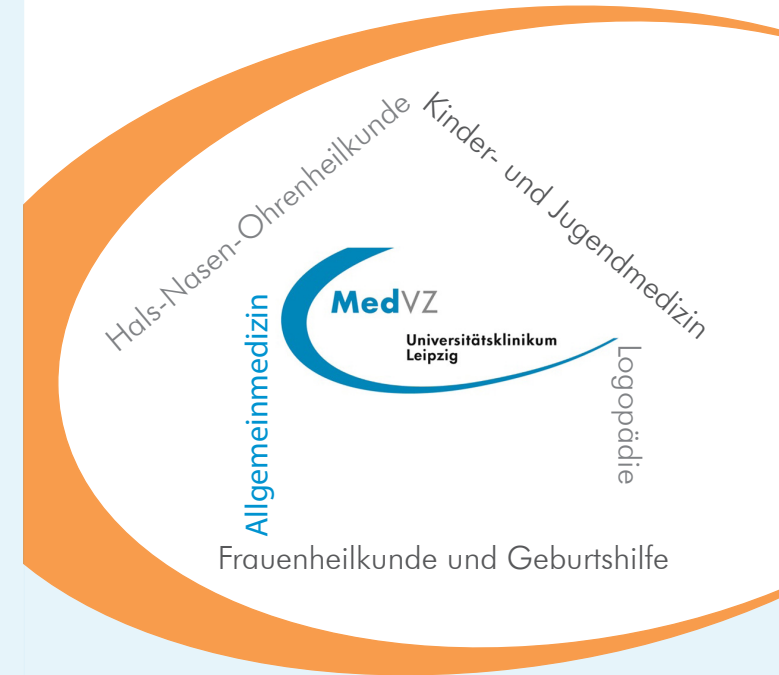 Hals-Nasen-Ohrenheilkunde
Kinder- und Jugendmedizin
MedVZ
Universitätsklinikum
Leipzig
Allgemeinmedizin
Logopädie
Frauenheilkunde und Geburtshilfe